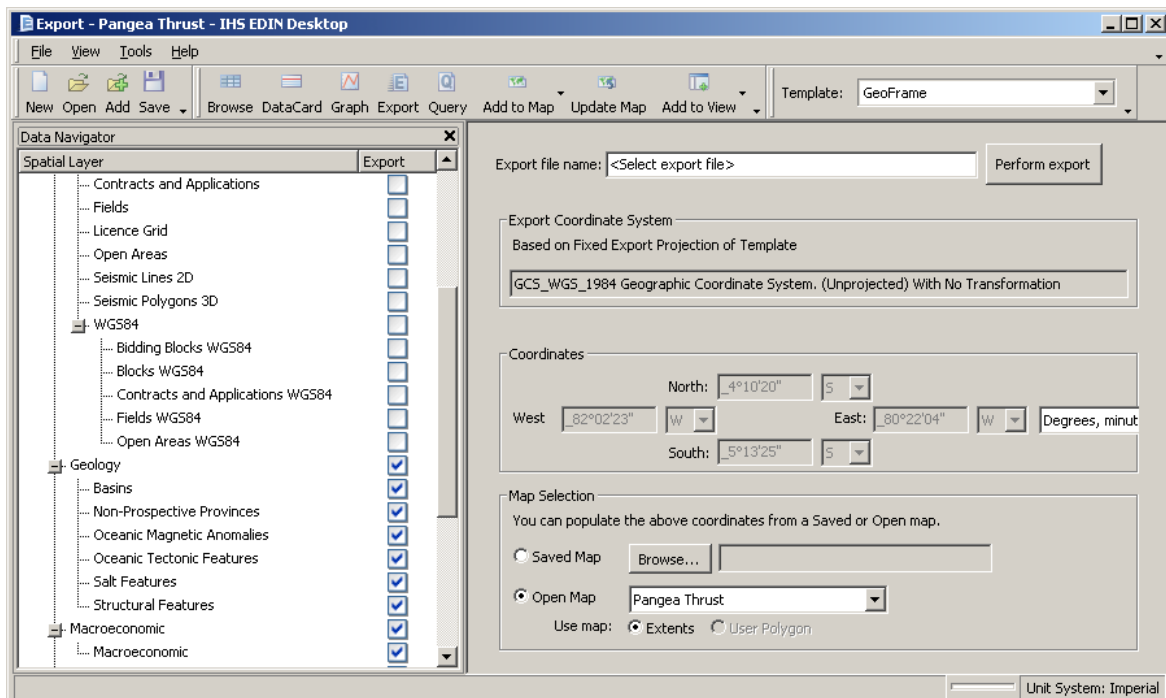 Export - Pangea Thrust - IHS EDIN Desktop
File View Tools Help
New Open Add Save Browse DataCard Graph Export Query Add to Map Update Map Add to View Template: GeoFrame
Data Navigator
Spatial Layer Export
Contracts and Applications
Fields
Licence Grid
Open Areas
Seismic Lines 2D
Seismic Polygons 3D
WGS84
Bidding Blocks WGS84
Blocks WGS84
Contracts and Applications WGS84
Fields WGS84
Open Areas WGS84
Geology
Basins
Non-Prospective Provinces
Oceanic Magnetic Anomalies
Oceanic Tectonic Features
Salt Features
Structural Features
Macroeconomic
Macroeconomic
Export file name: <Select export file> Perform export
Export Coordinate System
Based on Fixed Export Projection of Template
GCS_WGS_1984 Geographic Coordinate System. (Unprojected) With No Transformation
Coordinates
North: _4°10'20" S
West _82°02'23" W East: _80°22'04" W Degrees, minut
South: _5°13'25" S
Map Selection
You can populate the above coordinates from a Saved or Open map.
Saved Map Browse...
Open Map Pangea Thrust
Use map: Extents User Polygon
Unit System: Imperial